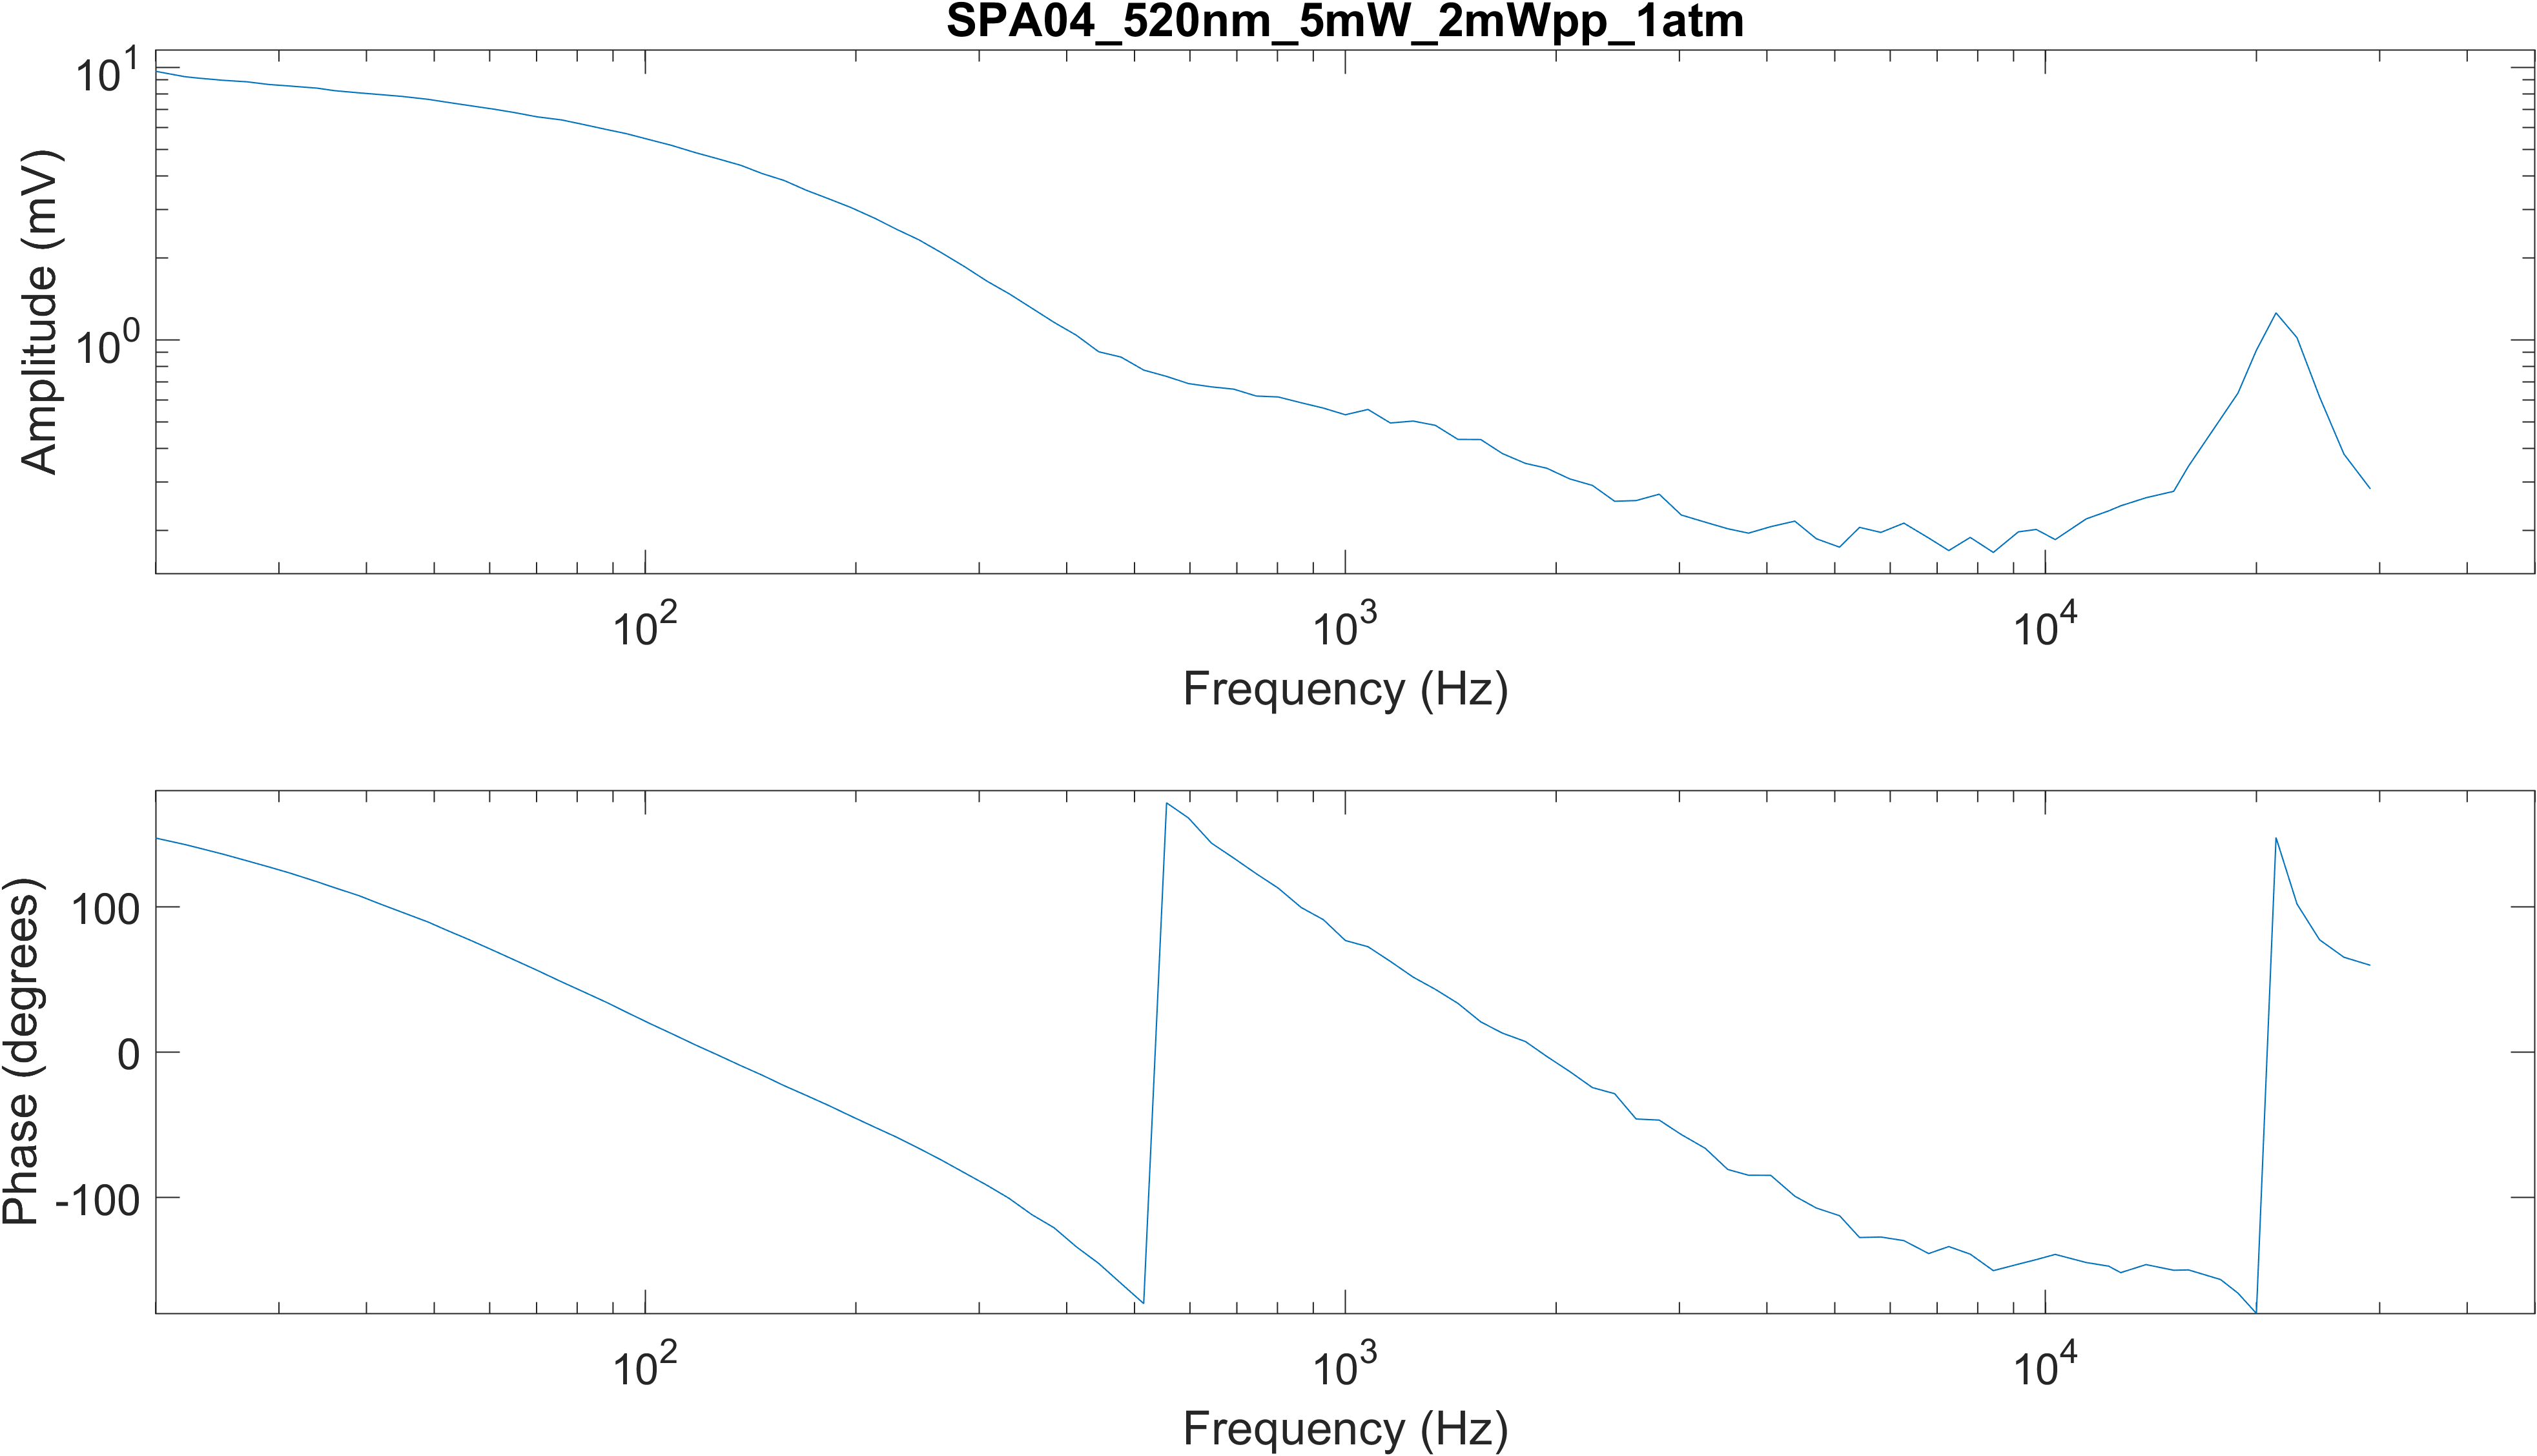 SPA04_520nm_5mW_2mWpp_1atm
10^1
10^0
Amplitude (mV)
10^2 10^3 10^4
Frequency (Hz)
100
0
-100
Phase (degrees)
10^2 10^3 10^4
Frequency (Hz)